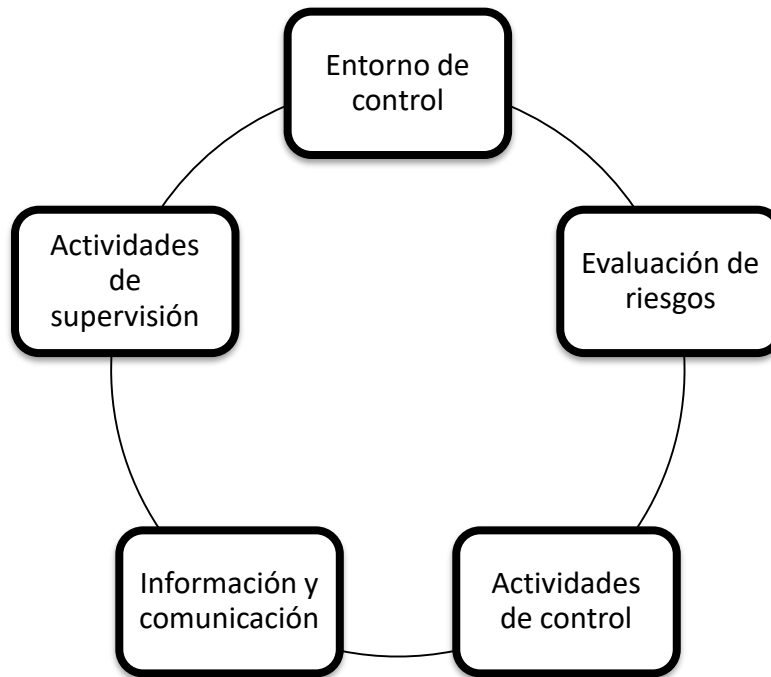 Entorno de
control
Evaluación de
riesgos
Actividades
de control
Información y
comunicación
Actividades
de
supervisión